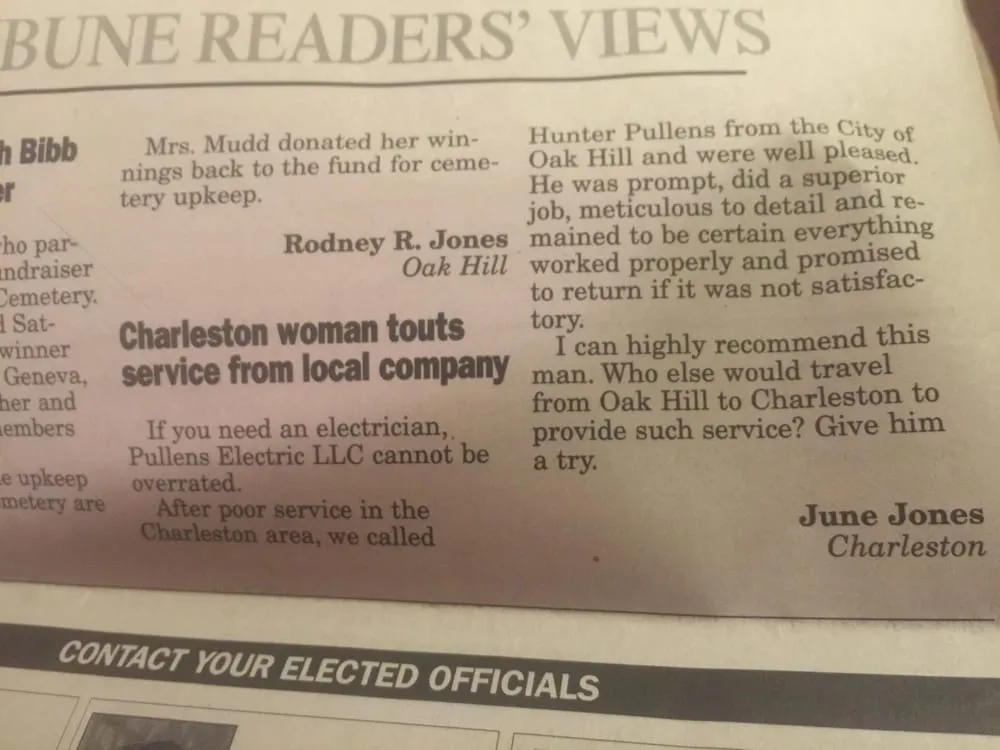 BUNE READERS' VIEWS
h Bibb
er
ho par-
ndraiser
Cemetery.
d Sat-
winner
Geneva,
her and
embers
e upkeep
metery are
Mrs. Mudd donated her win-
nings back to the fund for ceme-
tery upkeep.
Rodney R. Jones
Oak Hill
Charleston woman touts
service from local company
If you need an electrician,
Pullens Electric LLC cannot be
overrated.
After poor service in the
Charleston area, we called
Hunter Pullens from the City of
Oak Hill and were well pleased.
He was prompt, did a superior
job, meticulous to detail and re-
mained to be certain everything
worked properly and promised
to return if it was not satisfac-
tory.
I can highly recommend this
man. Who else would travel
from Oak Hill to Charleston to
provide such service? Give him
a try.
June Jones
Charleston
CONTACT YOUR ELECTED OFFICIALS